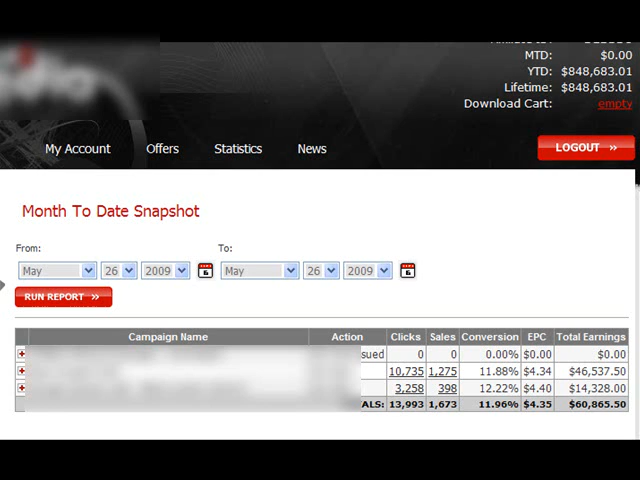 MTD: $0.00
YTD: $848,683.01
Lifetime: $848,683.01
Download Cart: empty
My Account Offers Statistics News LOGOUT »
Month To Date Snapshot
From: To:
May 26 2009 May 26 2009
RUN REPORT »
Campaign Name Action Clicks Sales Conversion EPC Total Earnings
sued 0 0 0.00% $0.00 $0.00
10,735 1,275 11.88% $4.34 $46,537.50
3,258 398 12.22% $4.40 $14,328.00
ALS: 13,993 1,673 11.96% $4.35 $60,865.50